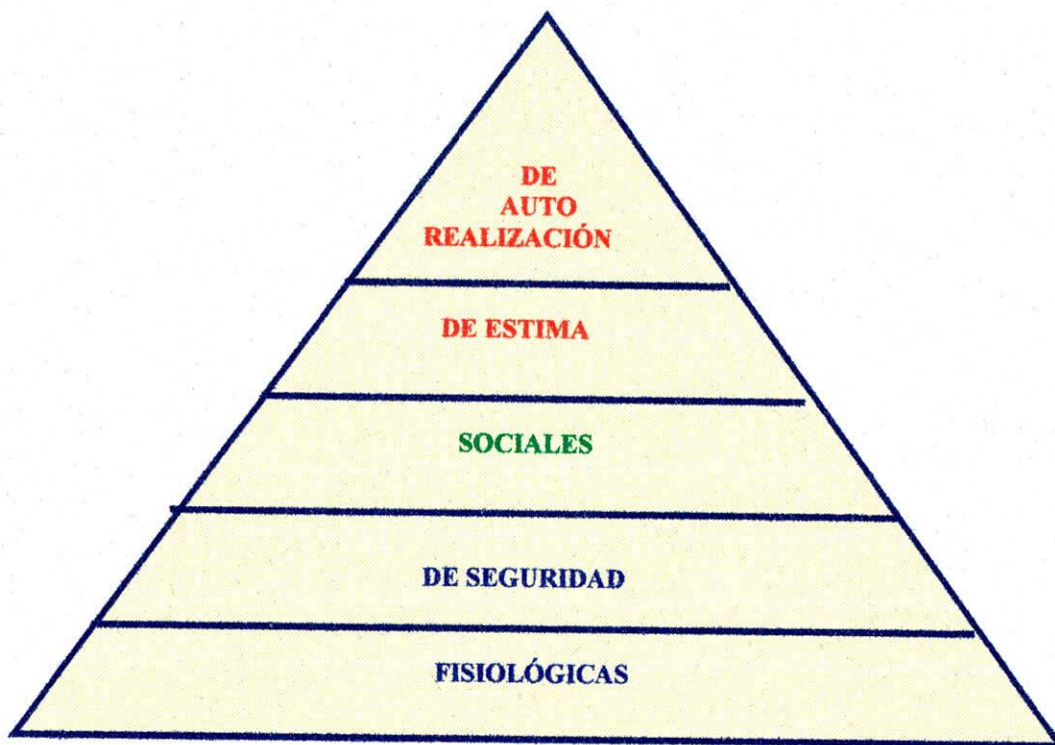 DE
AUTO
REALIZACIÓN
DE ESTIMA
SOCIALES
DE SEGURIDAD
FISIOLÓGICAS